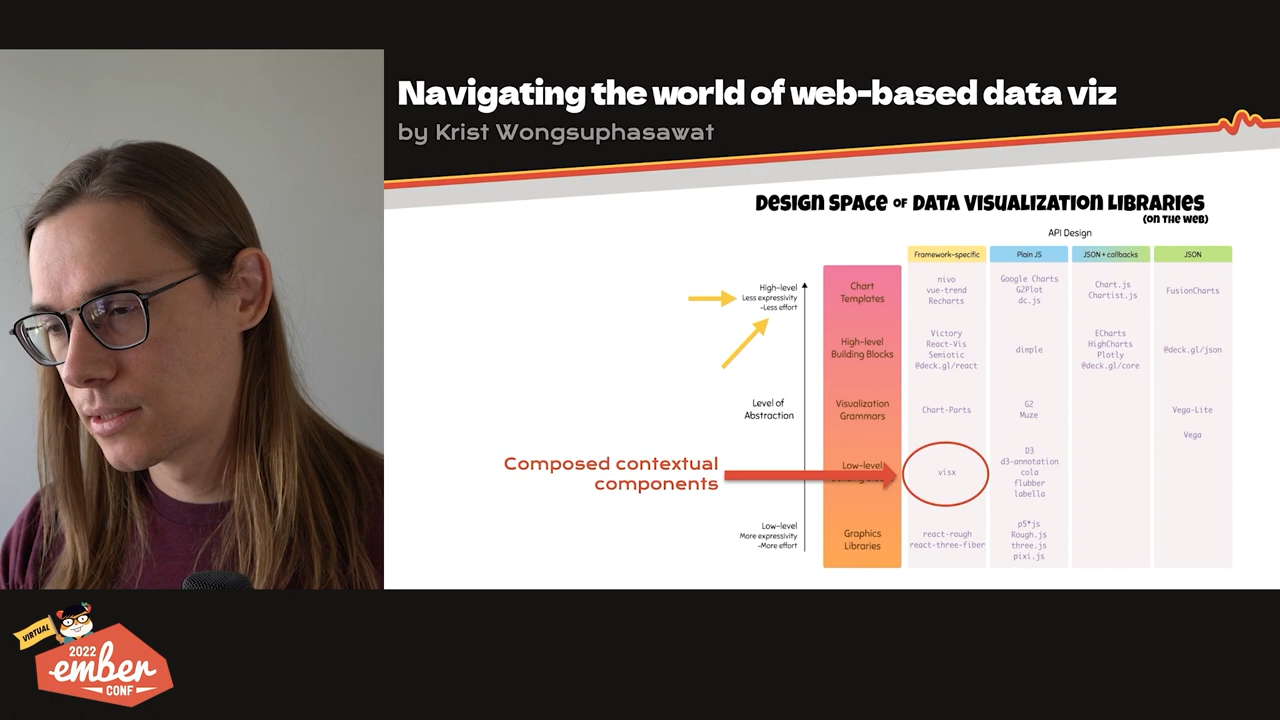 Navigating the world of web-based data viz
by Krist Wongsuphasawat
Design Space of Data Visualization Libraries
(on the web)
API Design
Framework-specific
Plain JS
JSON + callbacks
JSON
High-level
Less expressivity
~Less effort
Chart
Templates
nivo
vue-trend
Recharts
Google Charts
G2Plot
dc.js
Chart.js
Chartist.js
FusionCharts
High-level
Building Blocks
Victory
React-Vis
Semiotic
@deck.gl/react
dimple
ECharts
HighCharts
Plotly
@deck.gl/core
@deck.gl/json
Level of
Abstraction
Visualization
Grammars
Chart-Parts
G2
Muze
Vega-Lite
Vega
Composed contextual
components
Low-level
visx
D3
d3-annotation
cola
flubber
labella
Low-level
More expressivity
~More effort
Graphics
Libraries
react-rough
react-three-fiber
p5*js
Rough.js
three.js
pixi.js
VIRTUAL
2022
ember
CONF